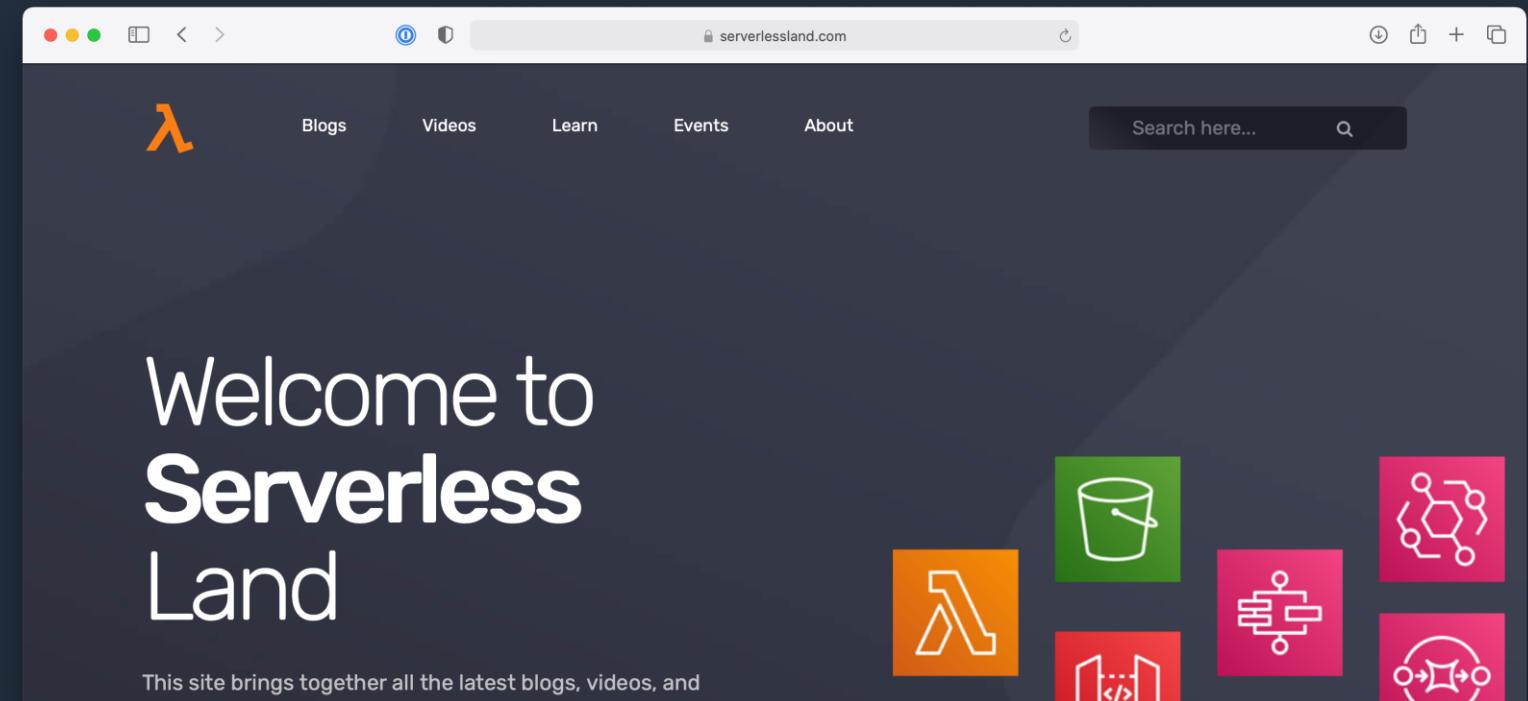 serverlessland.com
Blogs Videos Learn Events About
Search here...
Welcome to
Serverless
Land
This site brings together all the latest blogs, videos, and